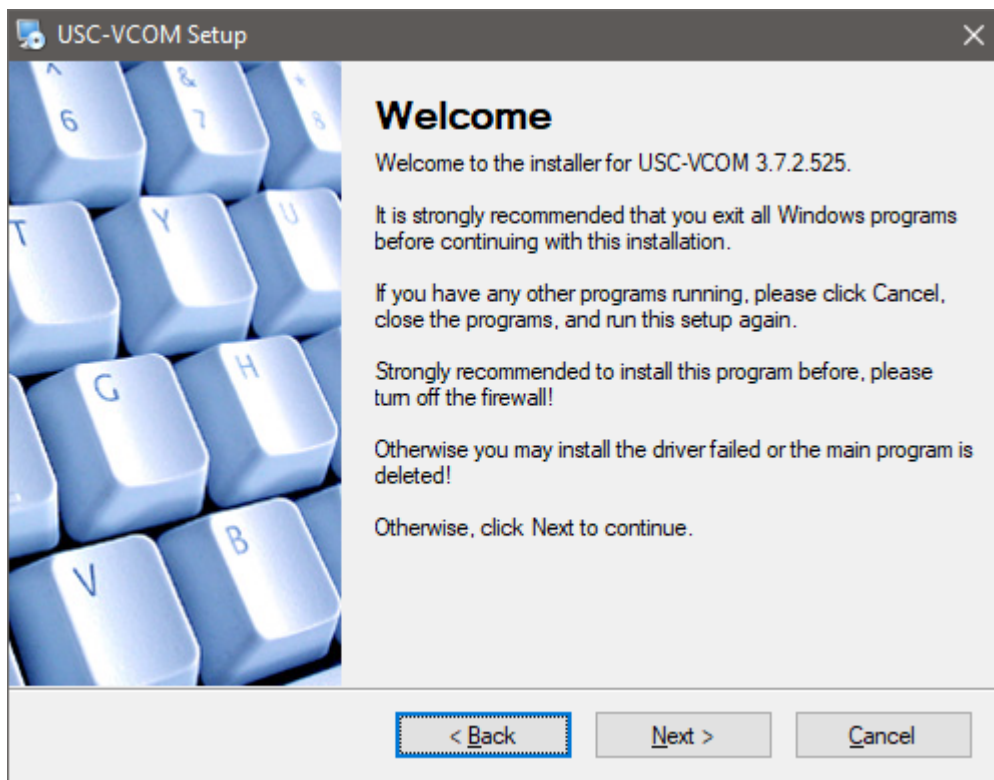 USC-VCOM Setup
^
6
&
7
*
8
T
Y
U
G
H
V
B
Welcome
Welcome to the installer for USC-VCOM 3.7.2.525.
It is strongly recommended that you exit all Windows programs
before continuing with this installation.
If you have any other programs running, please click Cancel,
close the programs, and run this setup again.
Strongly recommended to install this program before, please
turn off the firewall!
Otherwise you may install the driver failed or the main program is
deleted!
Otherwise, click Next to continue.
< Back
Next >
Cancel